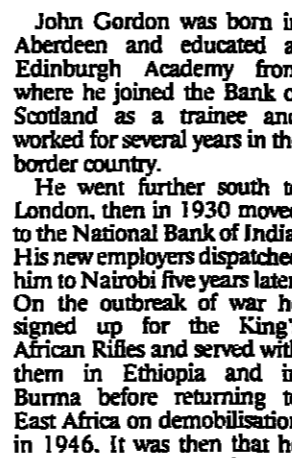 John Gordon was born i
Aberdeen and educated a
Edinburgh Academy fron
where he joined the Bank o
Scotland as a trainee and
worked for several years in th
border country.
He went further south t
London, then in 1930 move
to the National Bank of India
His new employers dispatche
him to Nairobi five years later
On the outbreak of war h
signed up for the King'
African Rifles and served with
them in Ethiopia and i
Burma before returning t
East Africa on demobilisation
in 1946. It was then that h